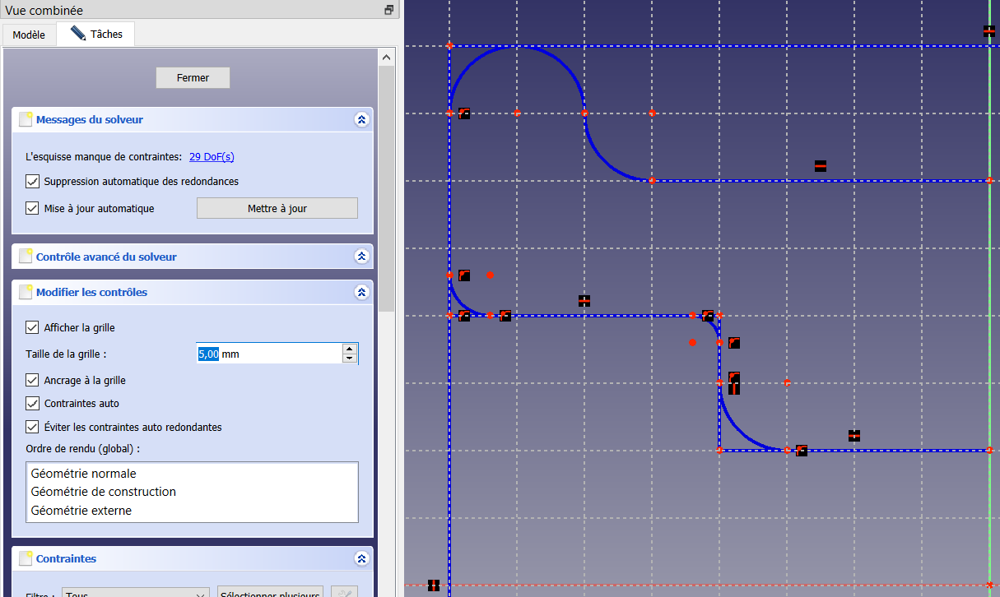 Vue combinée
Modèle
Tâches
Fermer
Messages du solveur
L'esquisse manque de contraintes: 29 DoF(s)
Suppression automatique des redondances
Mise à jour automatique
Mettre à jour
Contrôle avancé du solveur
Modifier les contrôles
Afficher la grille
Taille de la grille :
5,00 mm
Ancrage à la grille
Contraintes auto
Éviter les contraintes auto redondantes
Ordre de rendu (global) :
Géométrie normale
Géométrie de construction
Géométrie externe
Contraintes
Filtre : Tous
Sélectionner plusieurs